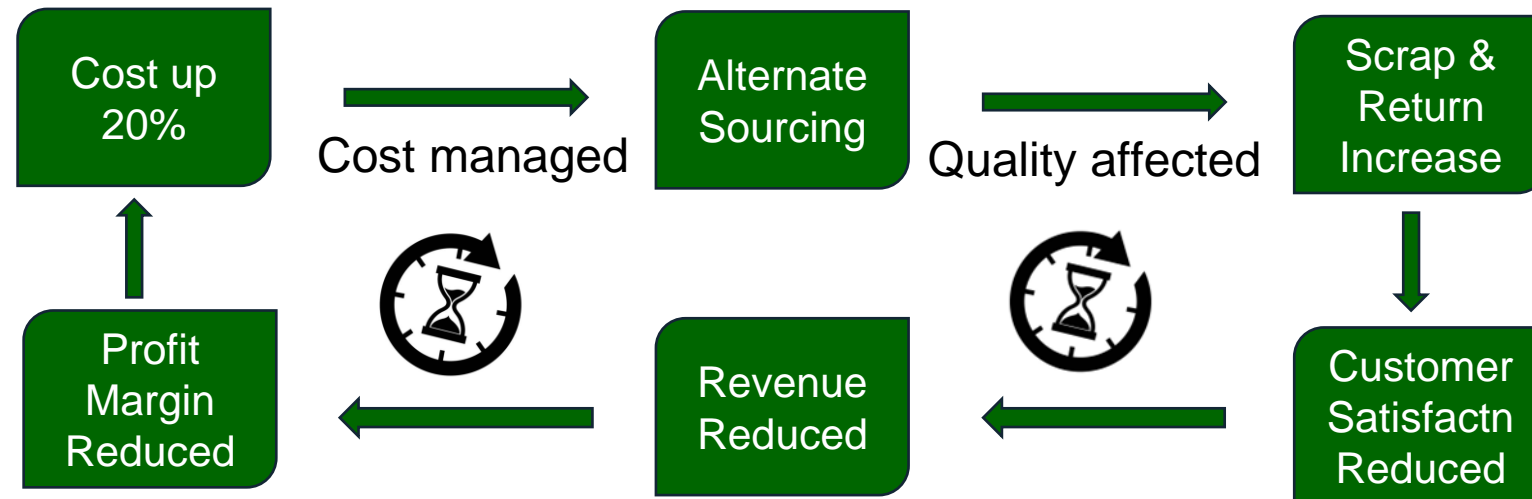 Cost up
20%
Cost managed
Alternate
Sourcing
Quality affected
Scrap &
Return
Increase
Profit
Margin
Reduced
Revenue
Reduced
Customer
Satisfactn
Reduced